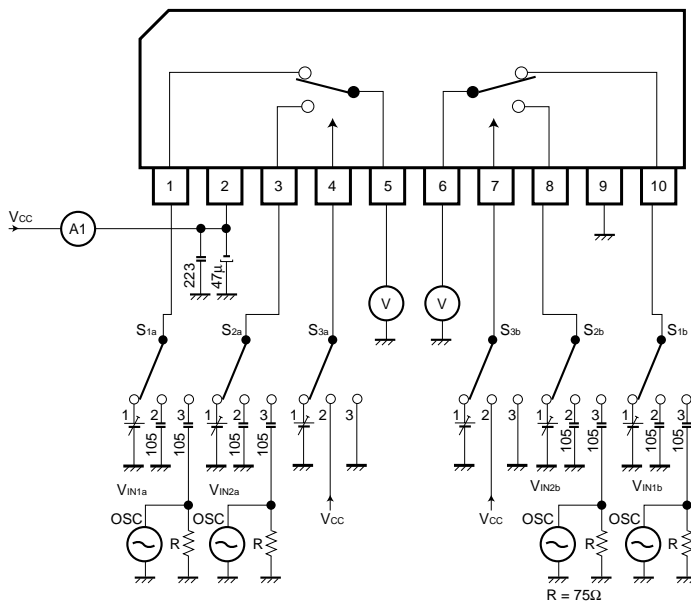 1 2 3 4 5 6 7 8 9 10
VCC A1
223 47μ
V V
S1a S2a S3a S3b S2b S1b
1 2 3 1 2 3 1 2 3 1 2 3 1 2 3 1 2 3
105 105 105 105 105 105 105 105
VIN1a VIN2a VIN2b VIN1b
OSC R OSC R VCC VCC OSC R OSC R
R = 75Ω